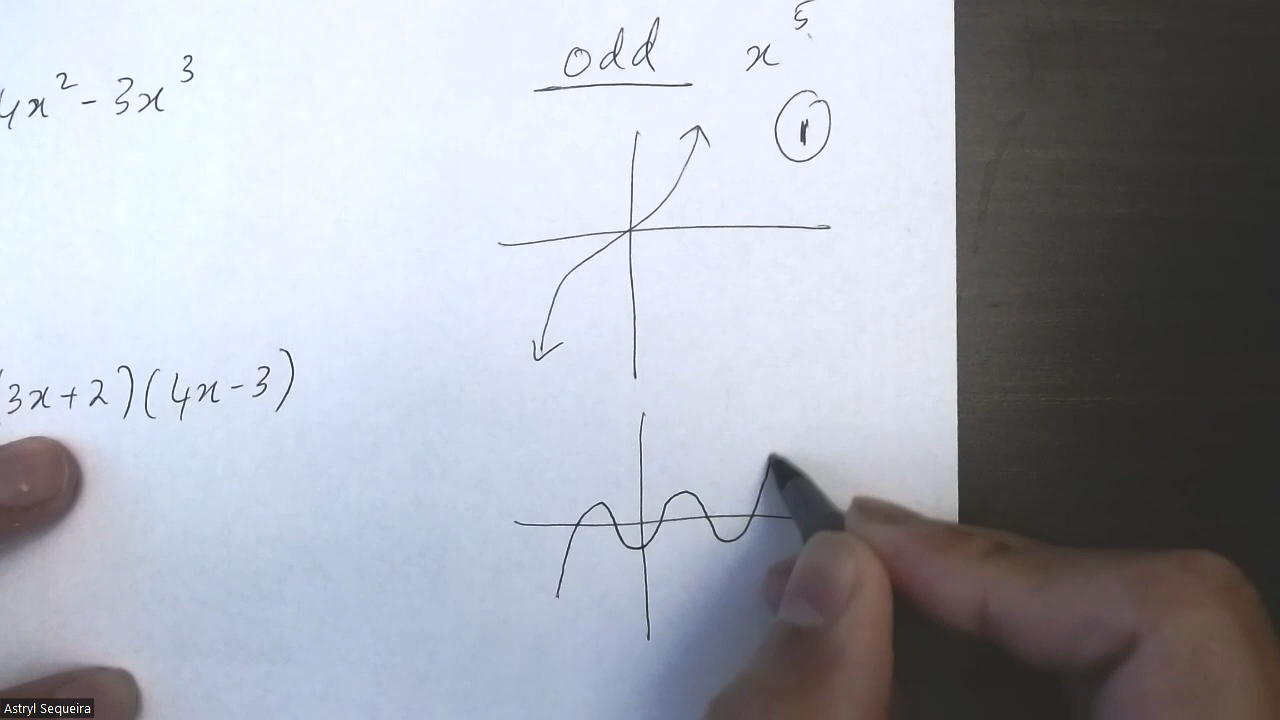 4x² - 3x³
odd x⁵
1
(3x+2)(4x-3)
Astryl Sequeira